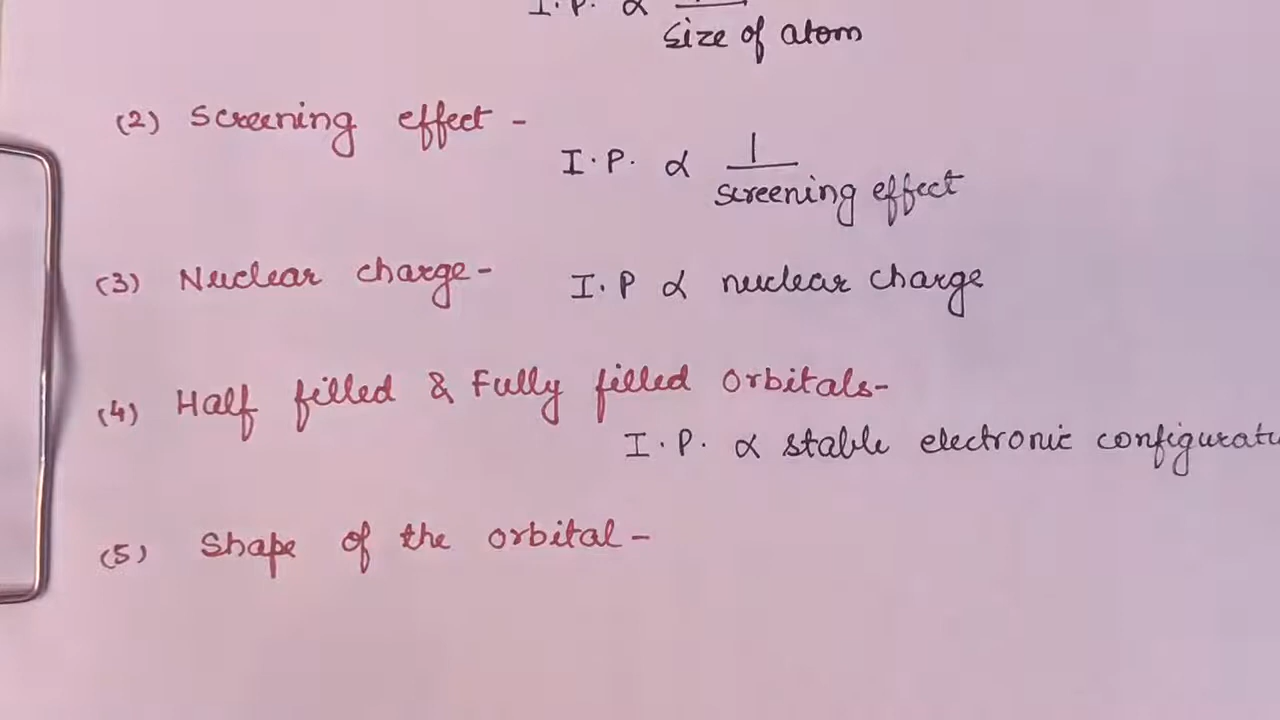 I.P. ∝
Size of atom
(2) Screening effect -
I.P. ∝ 1
screening effect
(3) Nuclear charge- I.P ∝ nuclear charge
(4) Half filled & Fully filled orbitals-
I.P. ∝ stable electronic configurat
(5) Shape of the orbital -